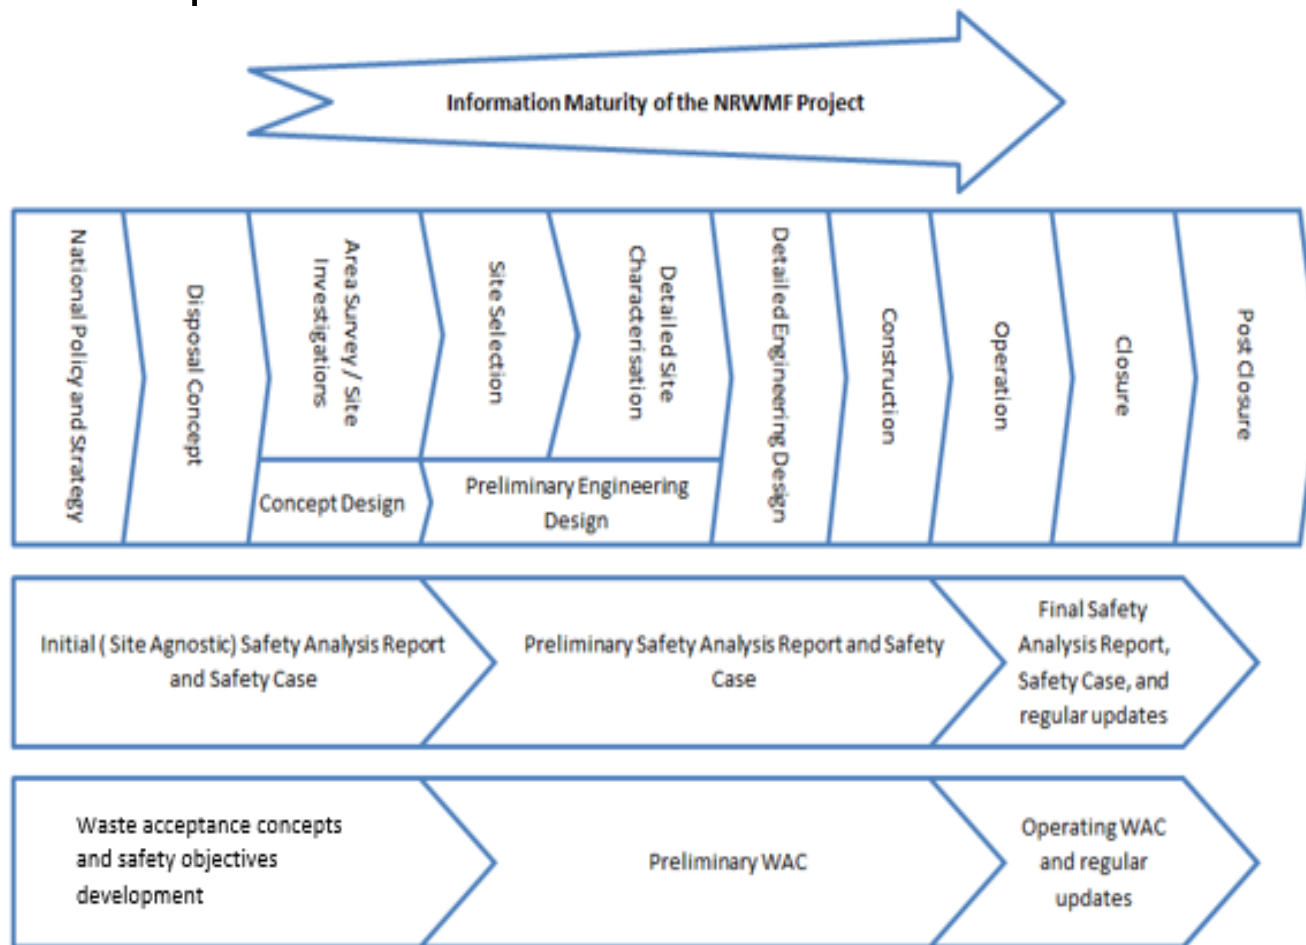 Information Maturity of the NRWMF Project
National Policy and Strategy
Disposal Concept
Area Survey / Site
Investigations
Site Selection
Detailed Site
Characterisation
Detailed Engineering Design
Construction
Operation
Closure
Post Closure
Concept Design
Preliminary Engineering
Design
Initial ( Site Agnostic) Safety Analysis Report
and Safety Case
Preliminary Safety Analysis Report and Safety
Case
Final Safety
Analysis Report,
Safety Case, and
regular updates
Waste acceptance concepts
and safety objectives
development
Preliminary WAC
Operating WAC
and regular
updates